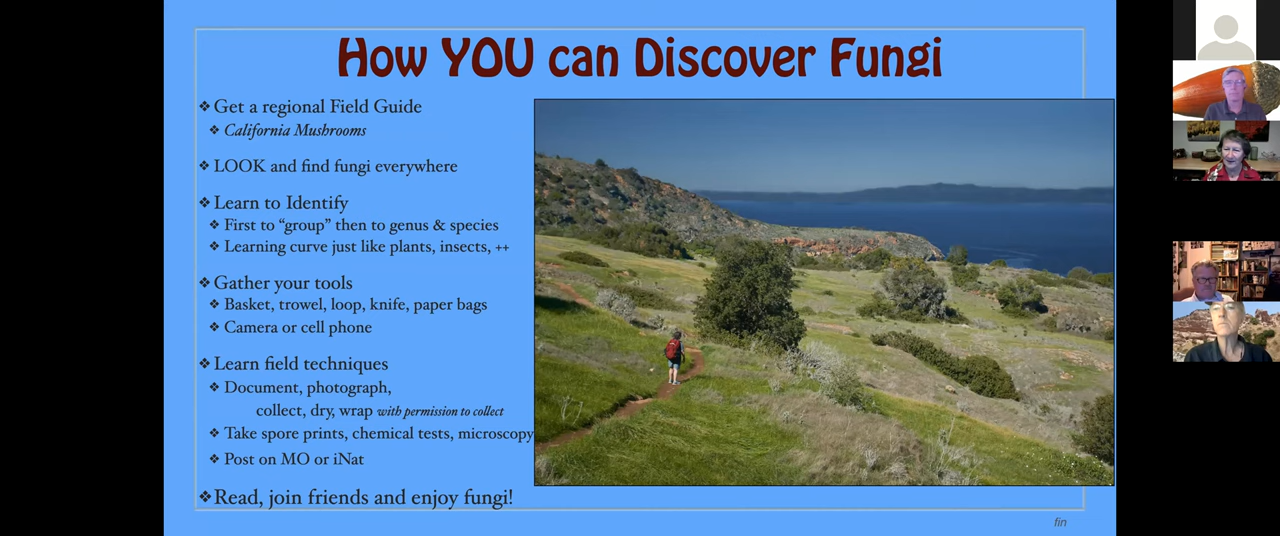 How YOU can Discover Fungi
❖Get a regional Field Guide
❖ California Mushrooms
❖LOOK and find fungi everywhere
❖Learn to Identify
❖ First to “group” then to genus & species
❖ Learning curve just like plants, insects, ++
❖Gather your tools
❖ Basket, trowel, loop, knife, paper bags
❖ Camera or cell phone
❖Learn field techniques
❖ Document, photograph,
collect, dry, wrap with permission to collect
❖ Take spore prints, chemical tests, microscopy
❖ Post on MO or iNat
❖Read, join friends and enjoy fungi!
fin